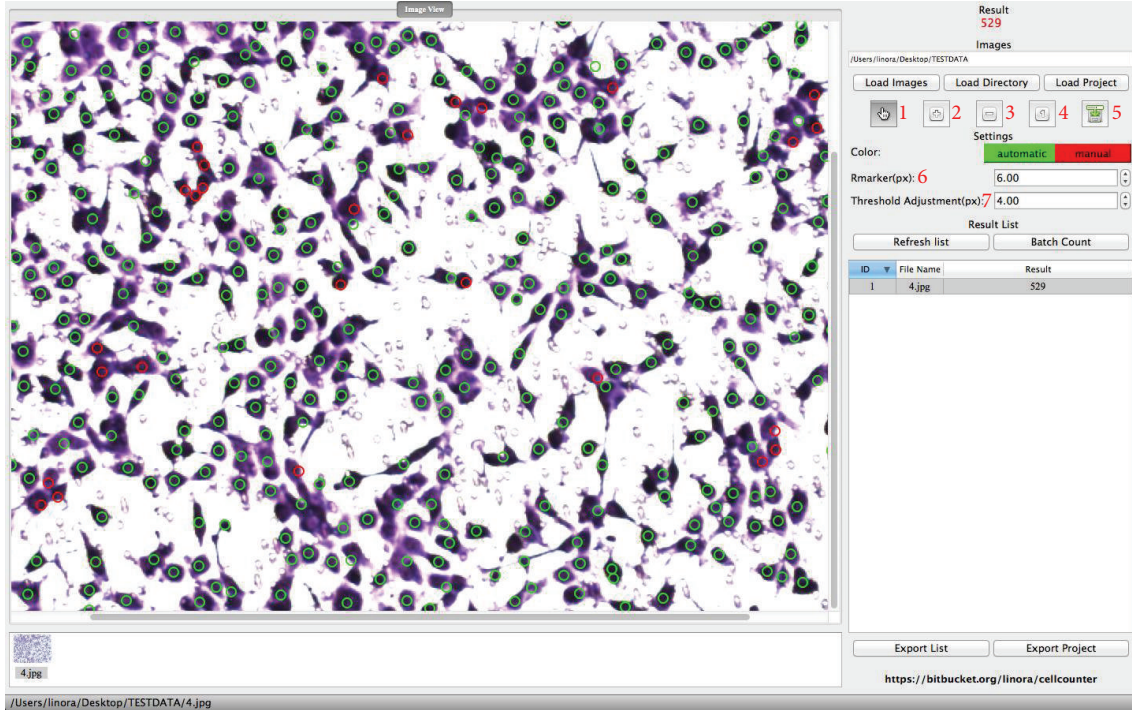 Image View
Result
529
Images
/Users/linora/Desktop/TESTDATA
Load Images Load Directory Load Project
1 2 3 4 5
Settings
Color: automatic manual
Rmarker(px): 6 6.00
Threshold Adjustment(px): 7 4.00
Result List
Refresh list Batch Count
ID ▼ File Name Result
1 4.jpg 529
4.jpg
Export List Export Project
https://bitbucket.org/linora/cellcounter
/Users/linora/Desktop/TESTDATA/4.jpg